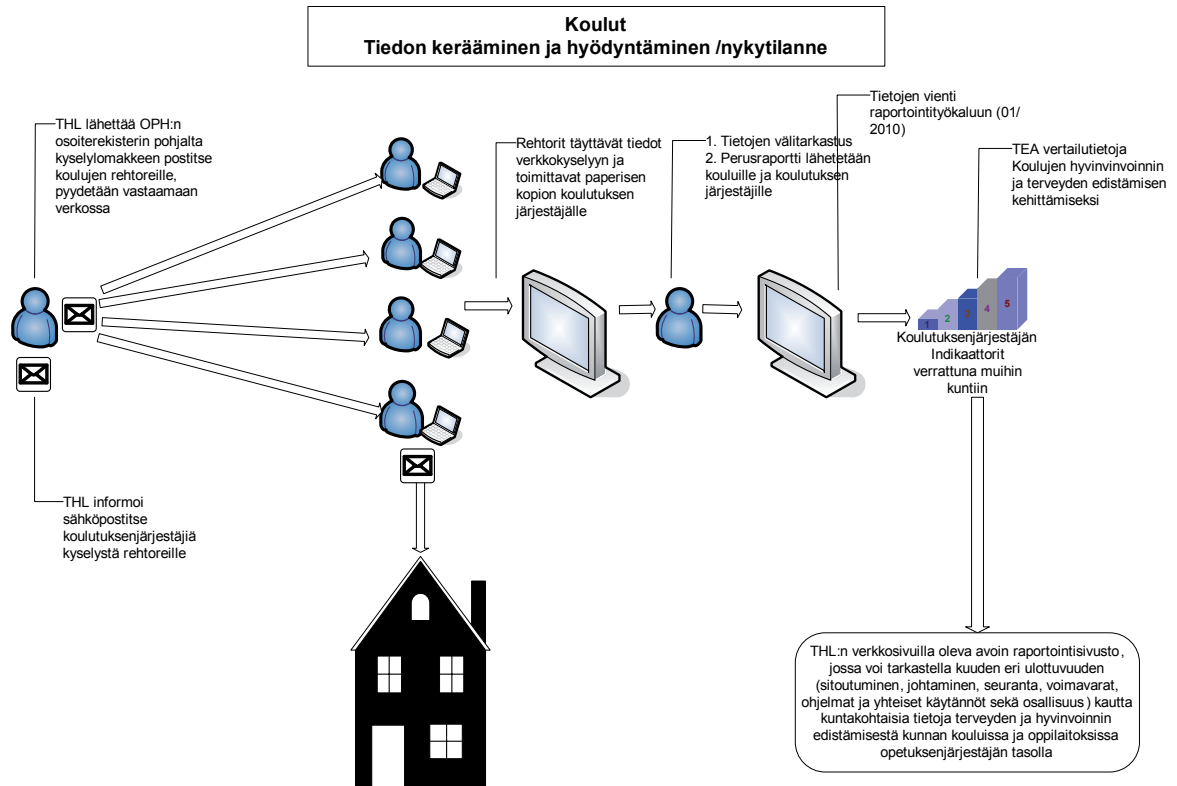 Koulut
Tiedon kerääminen ja hyödyntäminen /nykytilanne
THL lähettää OPH:n
osoiterekisterin pohjalta
kyselylomakkeen postitse
koulujen rehtoreille,
pyydetään vastaamaan
verkossa
Rehtorit täyttävät tiedot
verkkokyselyyn ja
toimittavat paperisen
kopion koulutuksen
järjestäjälle
1. Tietojen välitarkastus
2. Perusraportti lähetetään
kouluille ja koulutuksen
järjestäjille
Tietojen vienti
raportointityökaluun (01/
2010)
TEA vertailutietoja
Koulujen hyvinvinvoinnin
ja terveyden edistämisen
kehittämiseksi
1 2 3 4 5
Koulutuksenjärjestäjän
Indikaattorit
verrattuna muihin
kuntiin
THL informoi
sähköpostitse
koulutuksenjärjestäjiä
kyselystä rehtoreille
THL:n verkkosivuilla oleva avoin raportointisivusto,
jossa voi tarkastella kuuden eri ulottuvuuden
(sitoutuminen, johtaminen, seuranta, voimavarat,
ohjelmat ja yhteiset käytännöt sekä osallisuus) kautta
kuntakohtaisia tietoja terveyden ja hyvinvoinnin
edistämisestä kunnan kouluissa ja oppilaitoksissa
opetuksenjärjestäjän tasolla